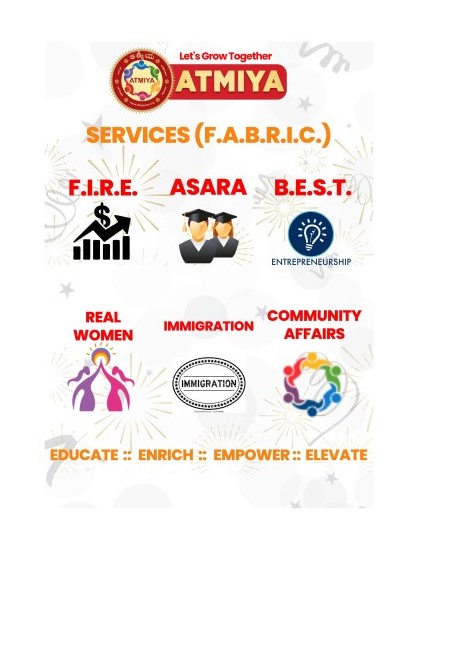 Let's Grow Together
ATMIYA
ATMIYA
SERVICES (F.A.B.R.I.C.)
F.I.R.E. ASARA B.E.S.T.
$
ENTREPRENEURSHIP
REAL WOMEN
IMMIGRATION
COMMUNITY AFFAIRS
IMMIGRATION
EDUCATE :: ENRICH :: EMPOWER :: ELEVATE